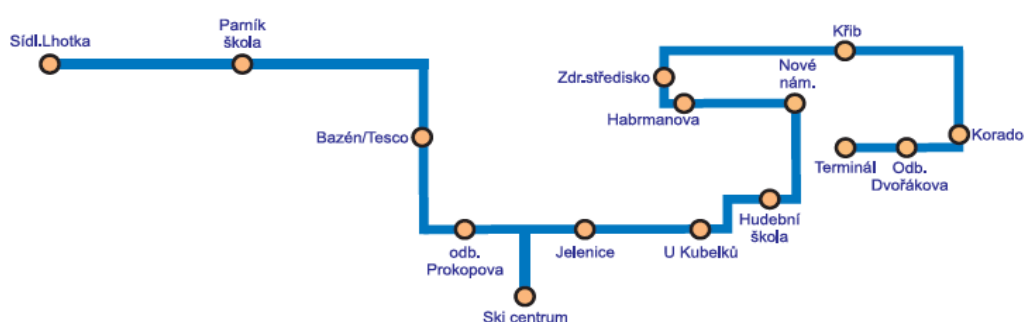 Sídl.Lhotka
Parník
škola
Bazén/Tesco
odb.
Prokopova
Ski centrum
Jelenice
U Kubelků
Hudební
škola
Nové
nám.
Habrmanova
Zdr.středisko
Křib
Korado
Odb.
Dvořákova
Terminál